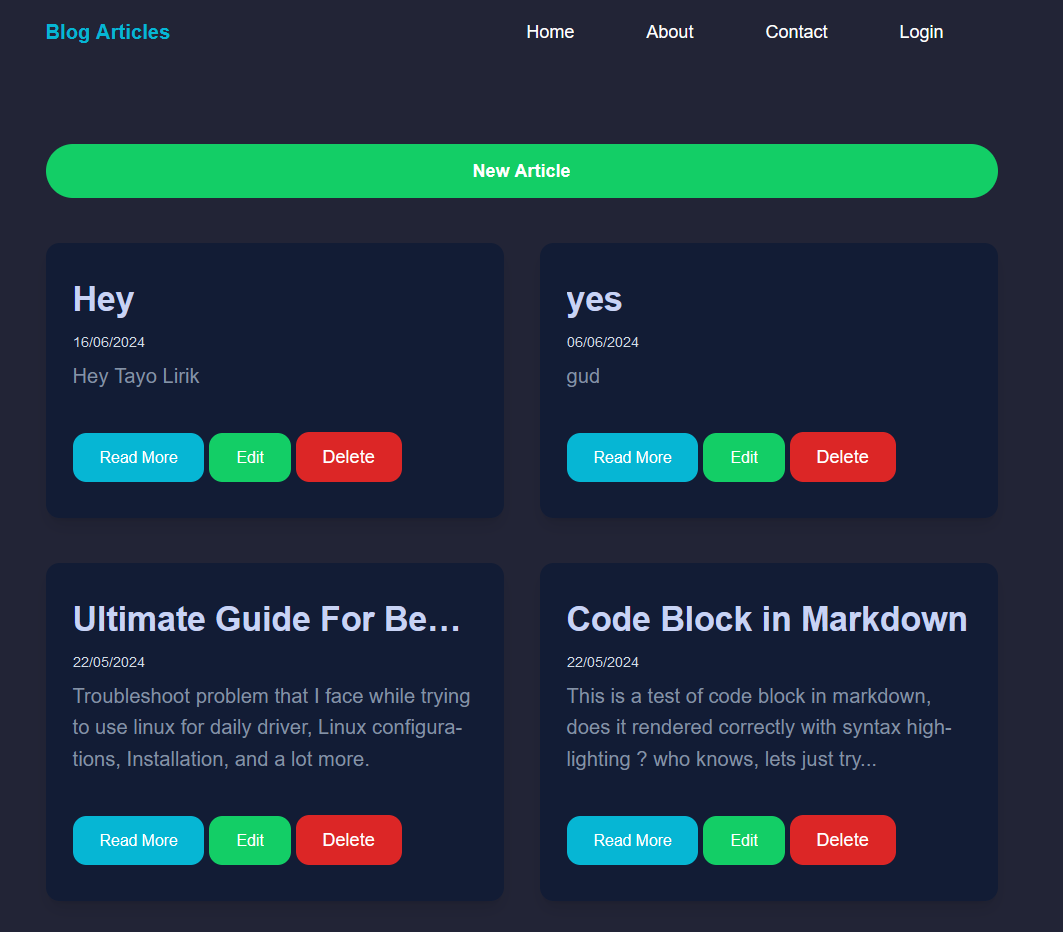 Blog Articles Home About Contact Login
New Article
Hey
16/06/2024
Hey Tayo Lirik
Read More Edit Delete
yes
06/06/2024
gud
Read More Edit Delete
Ultimate Guide For Be...
22/05/2024
Troubleshoot problem that I face while trying
to use linux for daily driver, Linux configura-
tions, Installation, and a lot more.
Read More Edit Delete
Code Block in Markdown
22/05/2024
This is a test of code block in markdown,
does it rendered correctly with syntax high-
lighting ? who knows, lets just try...
Read More Edit Delete